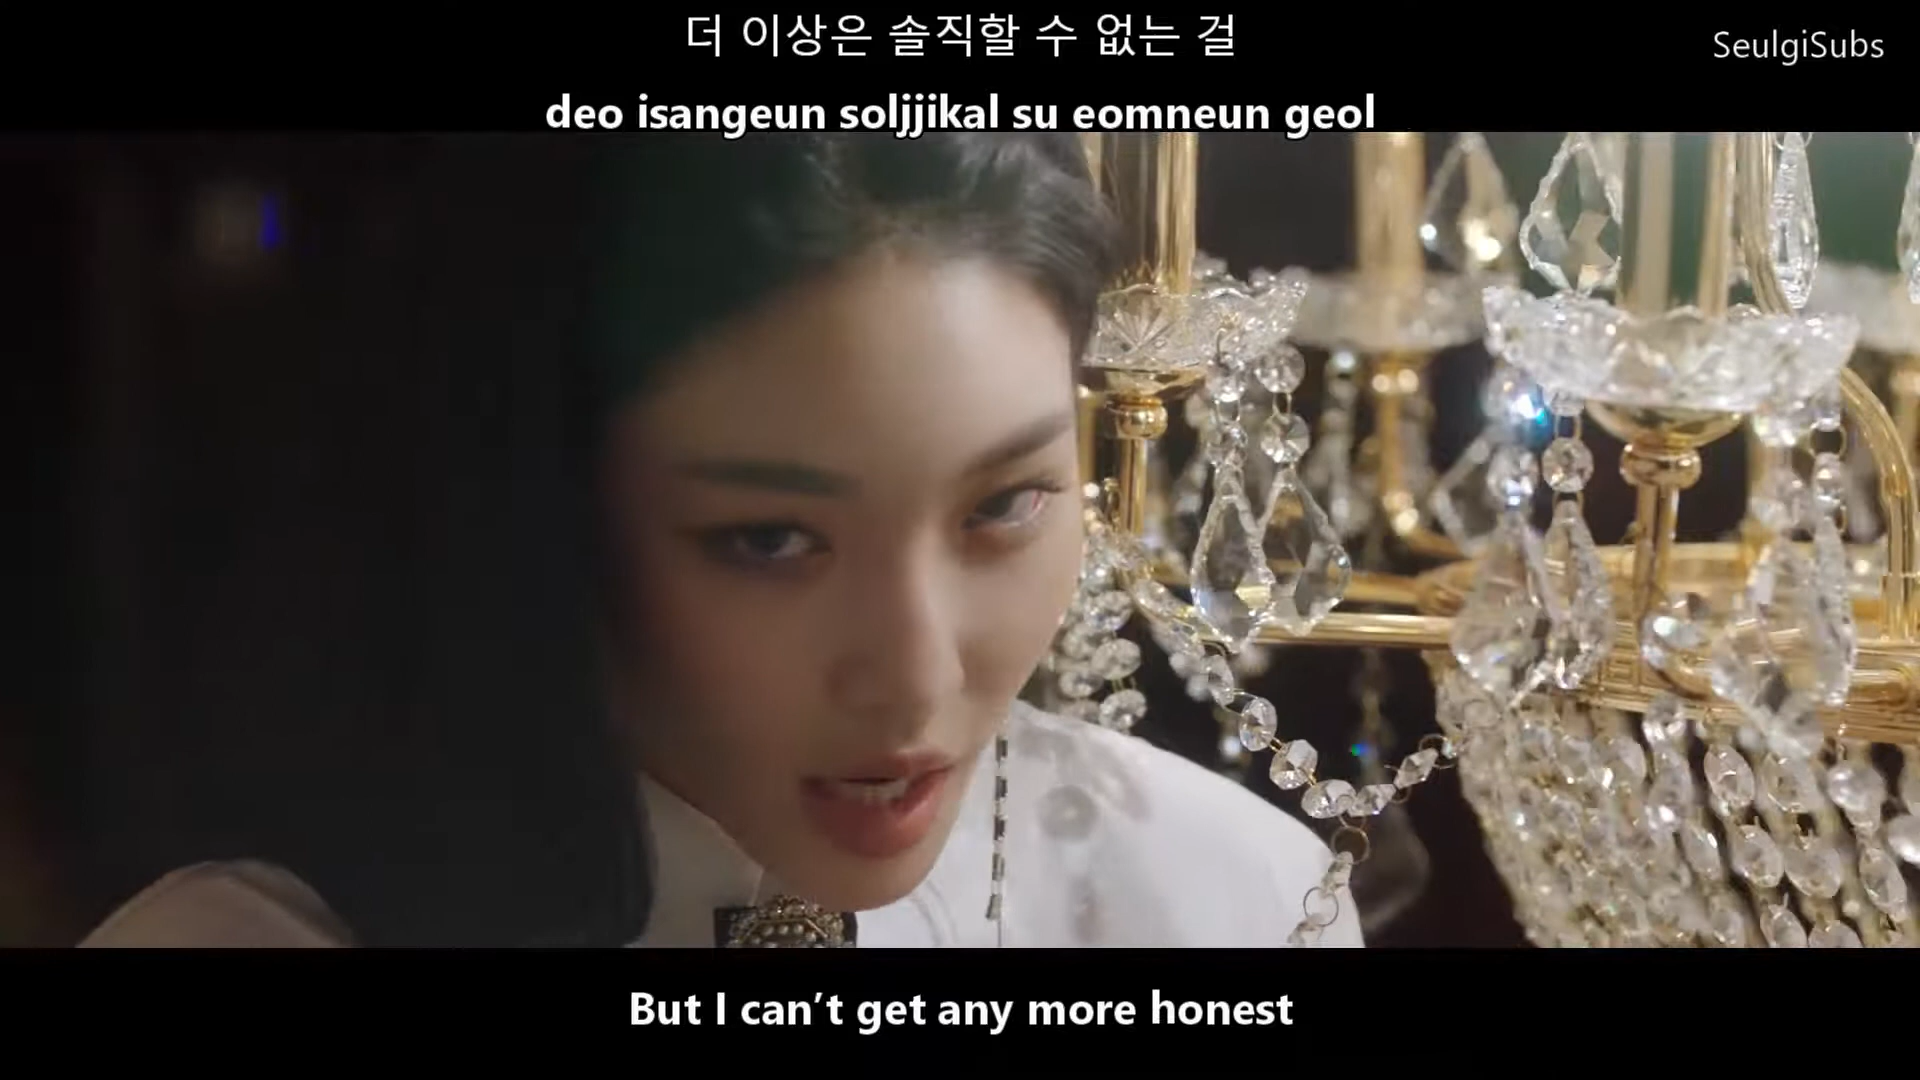 더 이상은 솔직할 수 없는 걸
SeulgiSubs
deo isangeun soljjikal su eomneun geol
But I can’t get any more honest